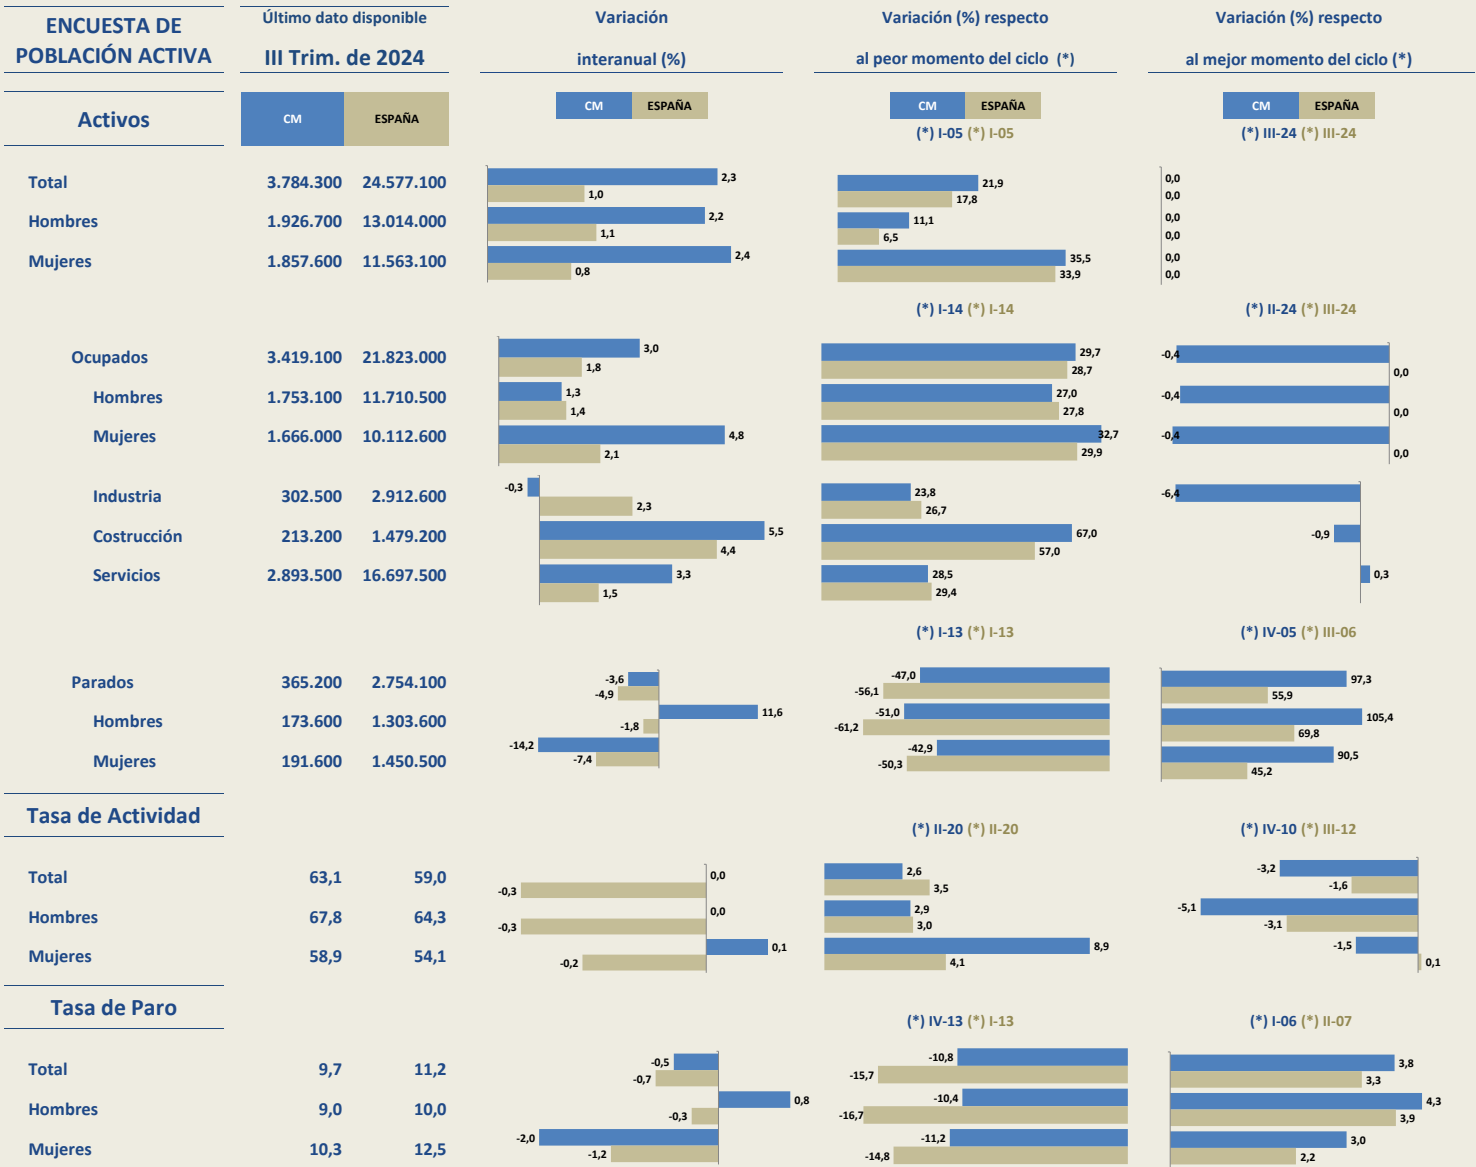 ENCUESTA DE
POBLACIÓN ACTIVA
Último dato disponible
III Trim. de 2024
Variación
interanual (%)
Variación (%) respecto
al peor momento del ciclo (*)
Variación (%) respecto
al mejor momento del ciclo (*)
Activos
CM ESPAÑA
CM ESPAÑA
CM ESPAÑA
(*) I-05 (*) I-05
CM ESPAÑA
(*) III-24 (*) III-24
Total 3.784.300 24.577.100 2,3 21,9 0,0
1,0 17,8 0,0
Hombres 1.926.700 13.014.000 2,2 11,1 0,0
1,1 6,5 0,0
Mujeres 1.857.600 11.563.100 2,4 35,5 0,0
0,8 33,9 0,0
(*) I-14 (*) I-14 (*) II-24 (*) III-24
Ocupados 3.419.100 21.823.000 3,0 29,7 -0,4
1,8 28,7 0,0
Hombres 1.753.100 11.710.500 1,3 27,0 -0,4
1,4 27,8 0,0
Mujeres 1.666.000 10.112.600 4,8 32,7 -0,4
2,1 29,9 0,0
Industria 302.500 2.912.600 -0,3 23,8 -6,4
2,3 26,7
Costrucción 213.200 1.479.200 5,5 67,0 -0,9
4,4 57,0
Servicios 2.893.500 16.697.500 3,3 28,5 0,3
1,5 29,4
(*) I-13 (*) I-13 (*) IV-05 (*) III-06
Parados 365.200 2.754.100 -3,6 -47,0 97,3
-4,9 -56,1 55,9
Hombres 173.600 1.303.600 11,6 -51,0 105,4
-1,8 -61,2 69,8
Mujeres 191.600 1.450.500 -14,2 -42,9 90,5
-7,4 -50,3 45,2
Tasa de Actividad
(*) II-20 (*) II-20 (*) IV-10 (*) III-12
Total 63,1 59,0 0,0 2,6 -3,2
-0,3 3,5 -1,6
Hombres 67,8 64,3 0,0 2,9 -5,1
-0,3 3,0 -3,1
Mujeres 58,9 54,1 0,1 8,9 -1,5
-0,2 4,1 0,1
Tasa de Paro
(*) IV-13 (*) I-13 (*) I-06 (*) II-07
Total 9,7 11,2 -0,5 -10,8 3,8
-0,7 -15,7 3,3
Hombres 9,0 10,0 0,8 -10,4 4,3
-0,3 -16,7 3,9
Mujeres 10,3 12,5 -2,0 -11,2 3,0
-1,2 -14,8 2,2